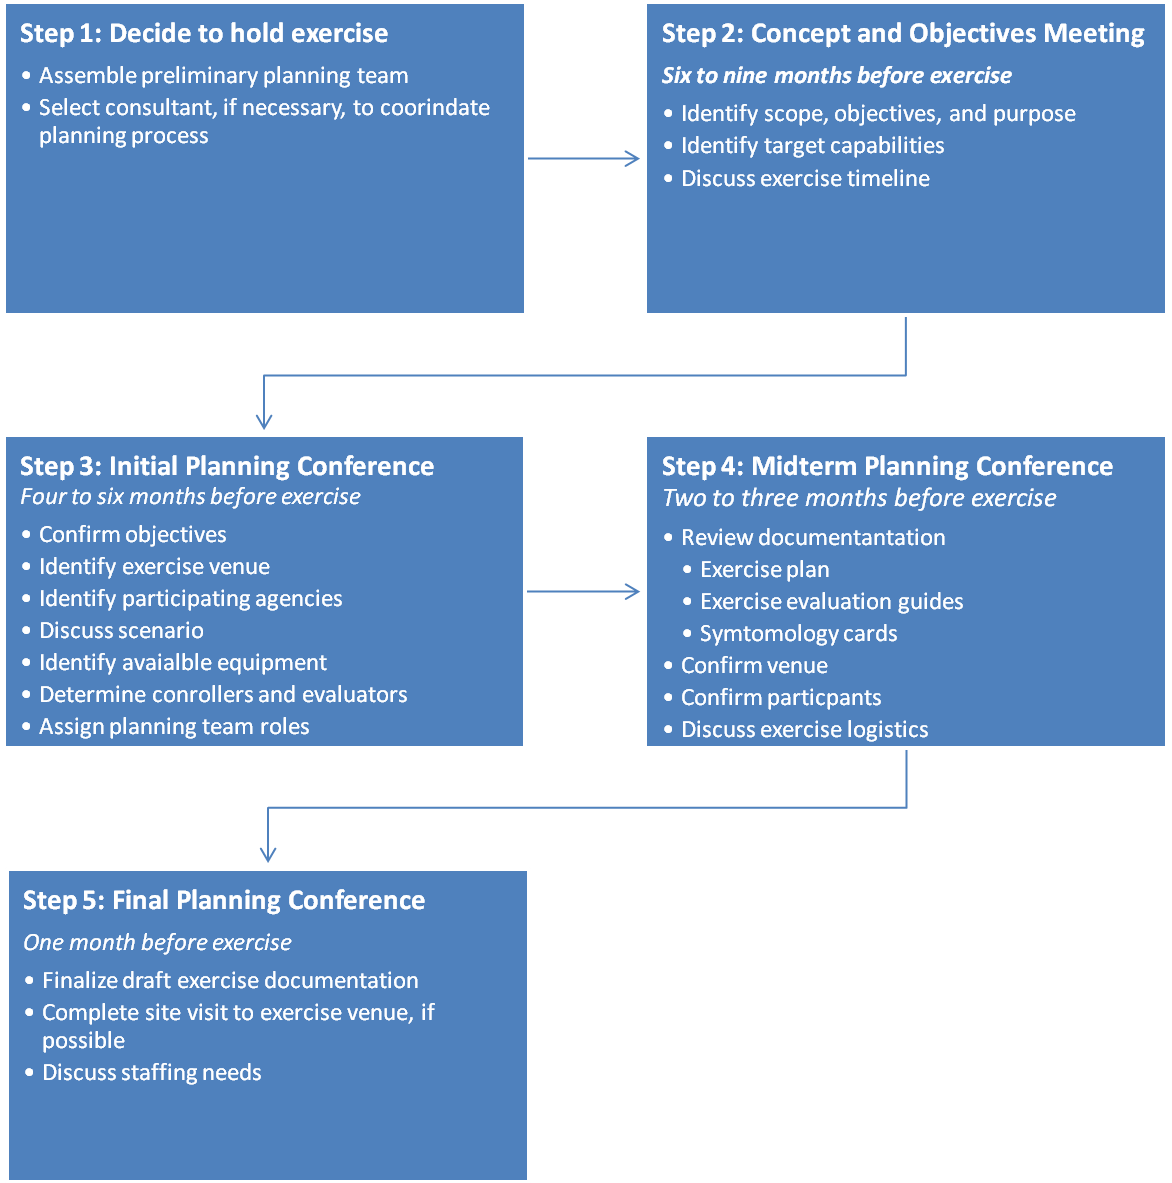 Step 1: Decide to hold exercise
• Assemble preliminary planning team
• Select consultant, if necessary, to coorindate
planning process
Step 2: Concept and Objectives Meeting
Six to nine months before exercise
• Identify scope, objectives, and purpose
• Identify target capabilities
• Discuss exercise timeline
Step 3: Initial Planning Conference
Four to six months before exercise
• Confirm objectives
• Identify exercise venue
• Identify participating agencies
• Discuss scenario
• Identify avaialble equipment
• Determine conrollers and evaluators
• Assign planning team roles
Step 4: Midterm Planning Conference
Two to three months before exercise
• Review documentantation
• Exercise plan
• Exercise evaluation guides
• Symtomology cards
• Confirm venue
• Confirm particpants
• Discuss exercise logistics
Step 5: Final Planning Conference
One month before exercise
• Finalize draft exercise documentation
• Complete site visit to exercise venue, if
possible
• Discuss staffing needs